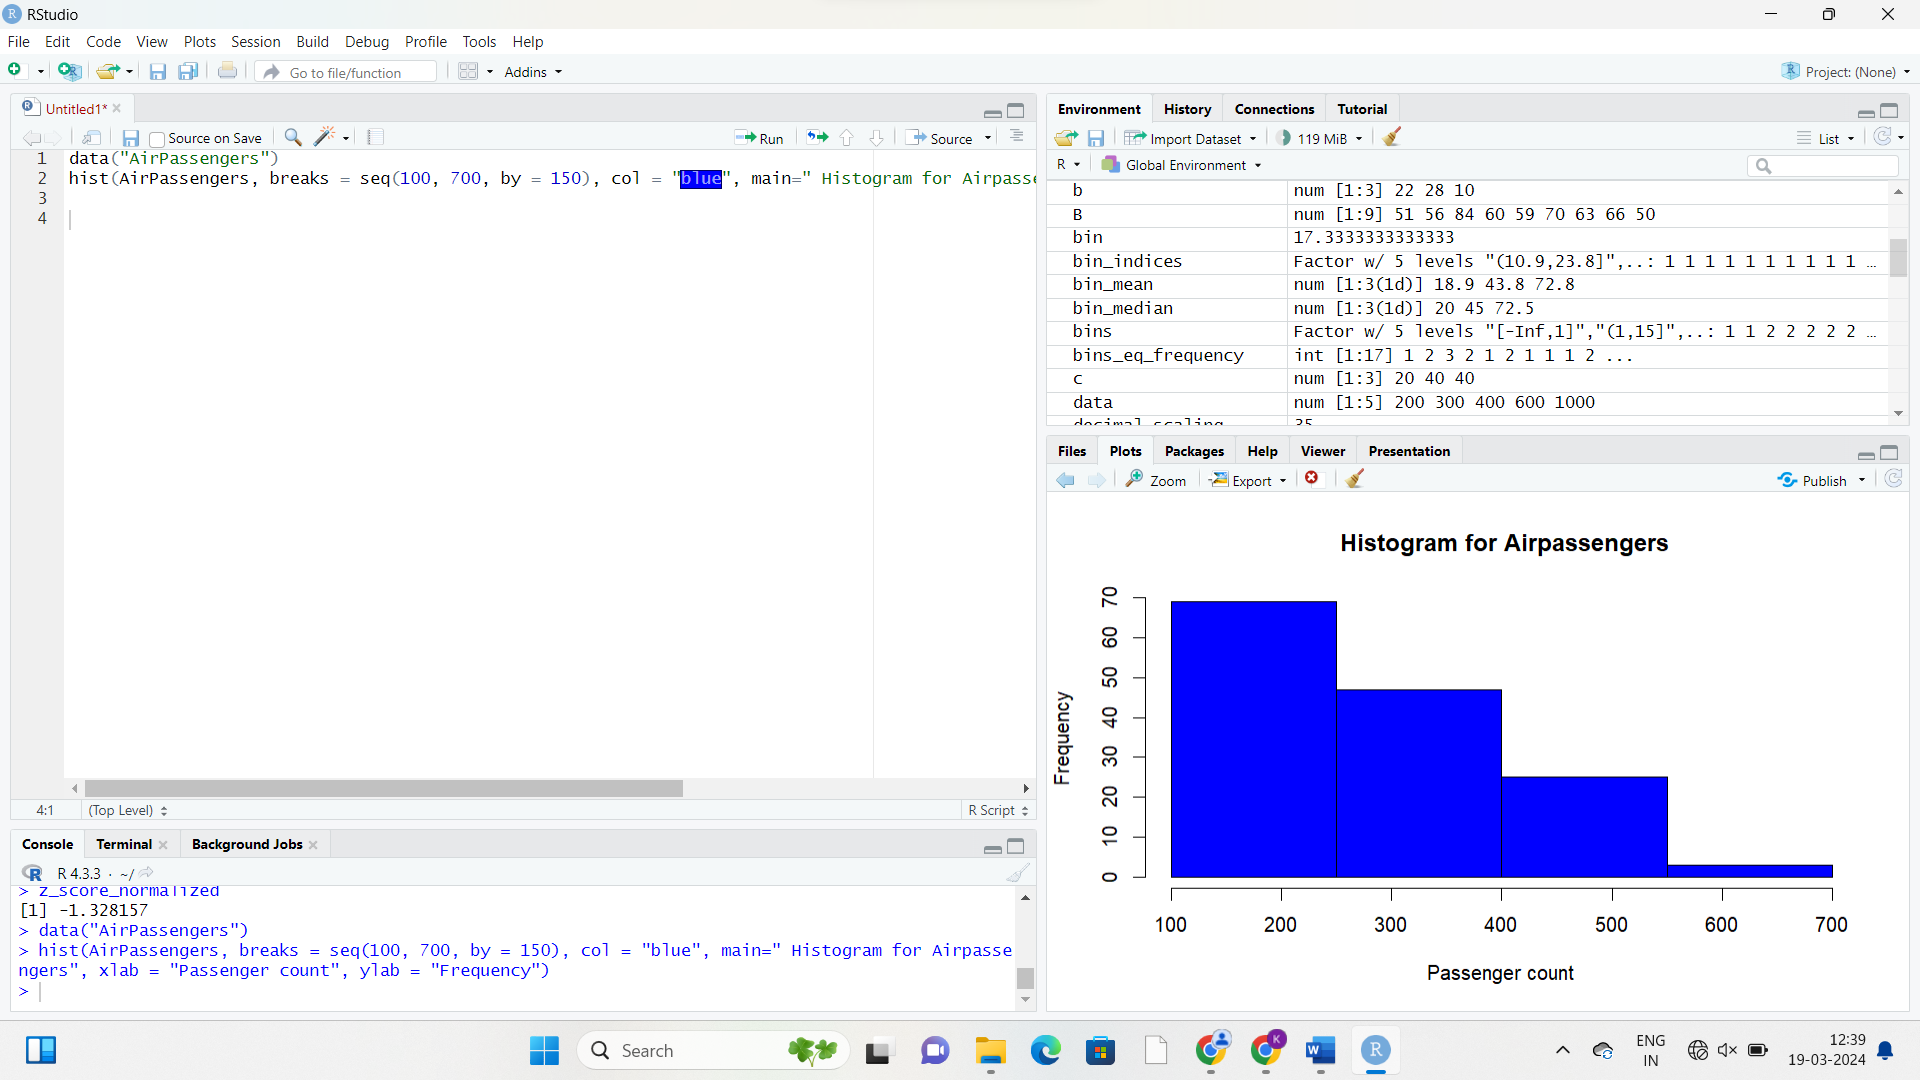 RStudio
File Edit Code View Plots Session Build Debug Profile Tools Help
Go to file/function Addins Project: (None)
Untitled1*
Source on Save Run Source
1 data("AirPassengers")
2 hist(AirPassengers, breaks = seq(100, 700, by = 150), col = "blue", main=" Histogram for Airpasse
3
4
4:1 (Top Level) R Script
Console Terminal Background Jobs
R 4.3.3 · ~/
> z_score_normalized
[1] -1.328157
> data("AirPassengers")
> hist(AirPassengers, breaks = seq(100, 700, by = 150), col = "blue", main=" Histogram for Airpasse
ngers", xlab = "Passenger count", ylab = "Frequency")
>
Environment History Connections Tutorial
Import Dataset 119 MiB List
R Global Environment
b num [1:3] 22 28 10
B num [1:9] 51 56 84 60 59 70 63 66 50
bin 17.3333333333333
bin_indices Factor w/ 5 levels "(10.9,23.8]",..: 1 1 1 1 1 1 1 1 1 1 ...
bin_mean num [1:3(1d)] 18.9 43.8 72.8
bin_median num [1:3(1d)] 20 45 72.5
bins Factor w/ 5 levels "[-Inf,1]","(1,15]",..: 1 1 2 2 2 2 2 ...
bins_eq_frequency int [1:17] 1 2 3 2 1 2 1 1 1 2 ...
c num [1:3] 20 40 40
data num [1:5] 200 300 400 600 1000
decimal_scaling 35
Files Plots Packages Help Viewer Presentation
Zoom Export Publish
Histogram for Airpassengers
Frequency
70
60
50
40
30
20
10
0
100 200 300 400 500 600 700
Passenger count
Search
K
W
R
ENG
IN
12:39
19-03-2024